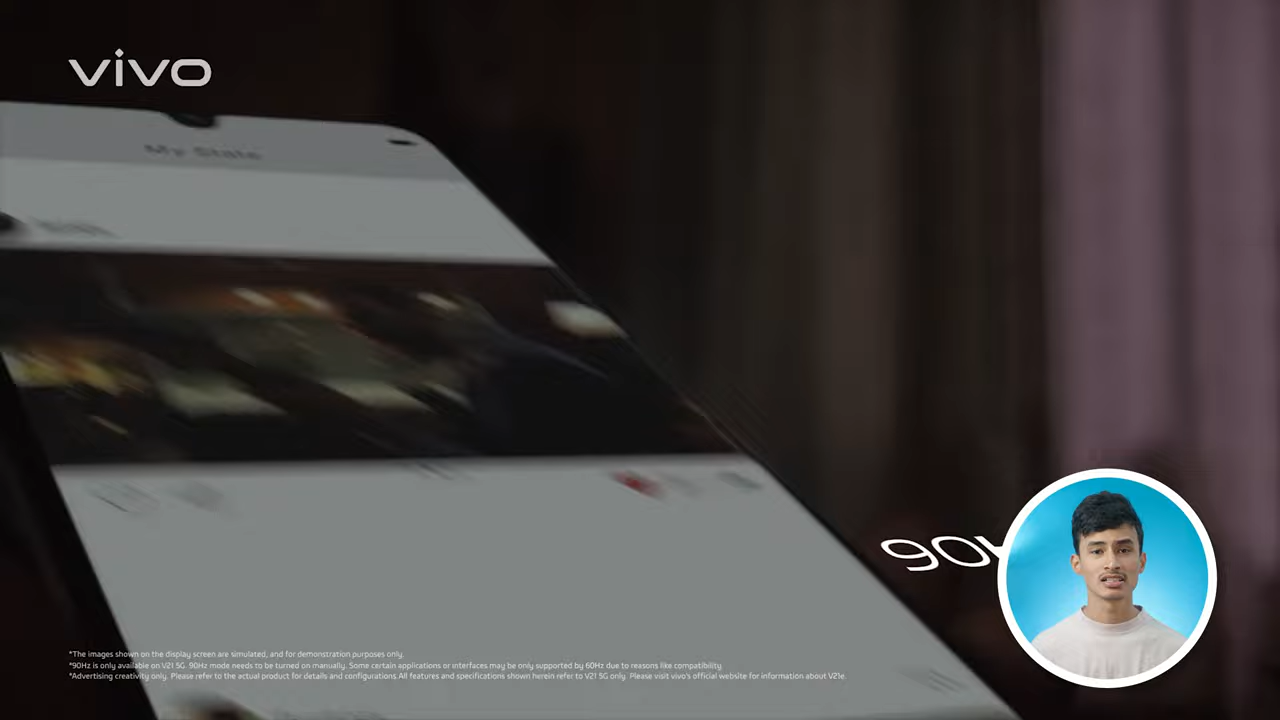 vivo
My State
90
*The images shown on the display screen are simulated, and for demonstration purposes only.
*90Hz is only available on V21 5G. 90Hz mode needs to be turned on manually. Some certain applications or interfaces may be only supported by 60Hz due to reasons like compatibility.
*Advertising creativity only. Please refer to the actual product for details and configurations.All features and specifications shown herein refer to V21 5G only. Please visit vivo's official website for information about V21e.